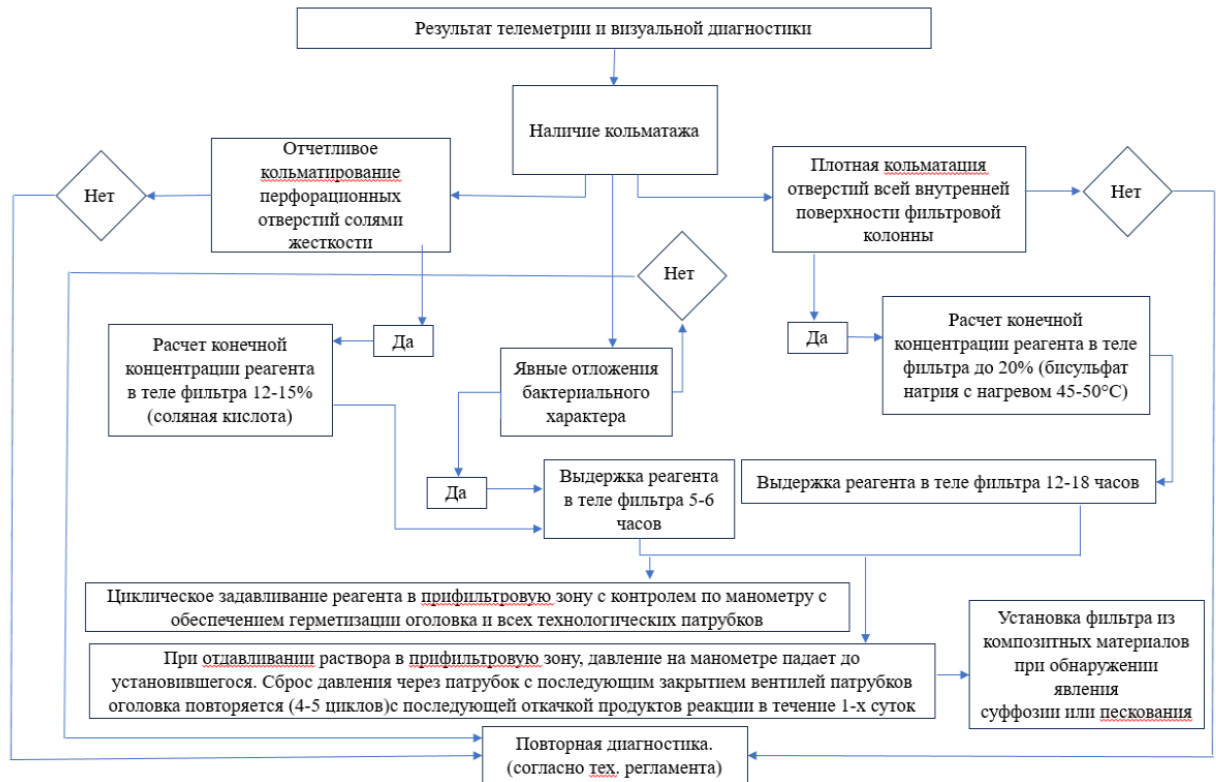 Результат телеметрии и визуальной диагностики
Наличие кольматажа
Нет
Отчетливое
кольматирование
перфорационных
отверстий солями
жесткости
Плотная кольматация
отверстий всей внутренней
поверхности фильтровой
колонны
Нет
Нет
Да
Расчет конечной
концентрации реагента
в теле фильтра 12-15%
(соляная кислота)
Явные отложения
бактериального
характера
Да
Расчет конечной
концентрации реагента в теле
фильтра до 20% (бисульфат
натрия с нагревом 45-50°С)
Да
Выдержка реагента
в теле фильтра 5-6
часов
Выдержка реагента в теле фильтра 12-18 часов
Циклическое задавливание реагента в прифильтровую зону с контролем по манометру с
обеспечением герметизации оголовка и всех технологических патрубков
При отдавливании раствора в прифильтровую зону, давление на манометре падает до
установившегося. Сброс давления через патрубок с последующим закрытием вентилей патрубков
оголовка повторяется (4-5 циклов)с последующей откачкой продуктов реакции в течение 1-х суток
Установка фильтра из
композитных материалов
при обнаружении
явления
суффозии или пескования
Повторная диагностика.
(согласно тех. регламента)